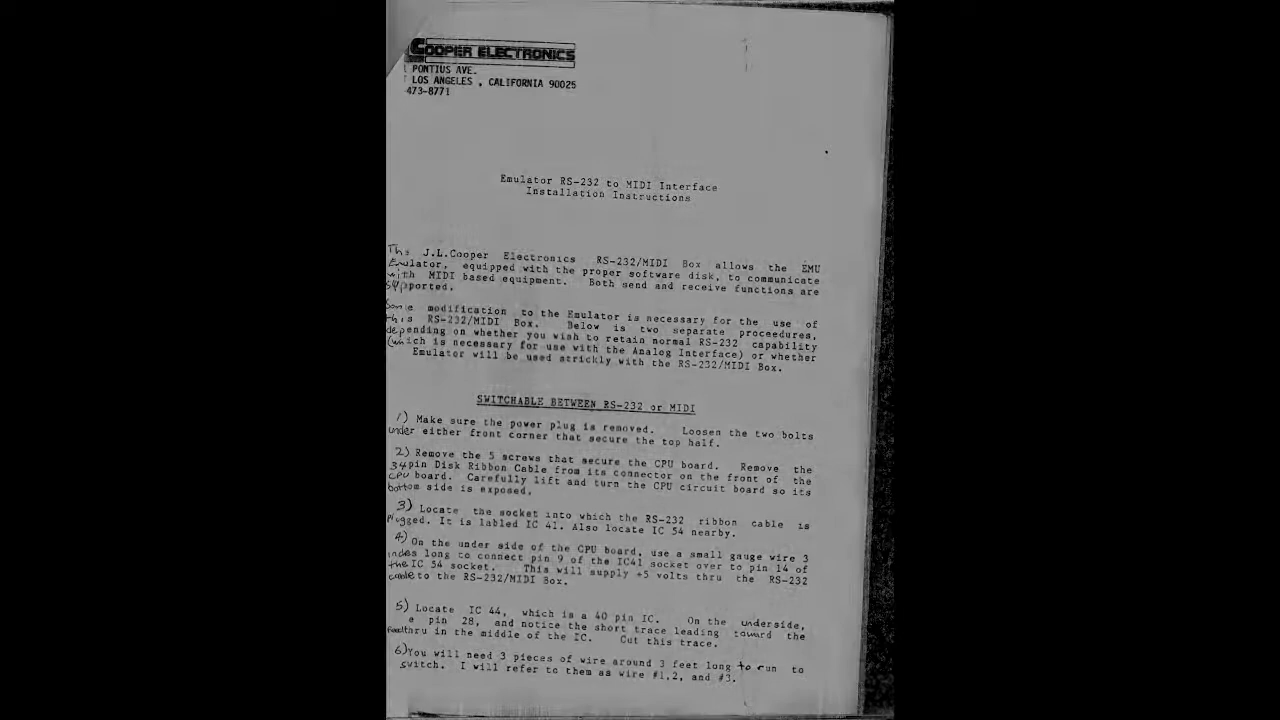 COOPER ELECTRONICS
PONTIUS AVE.
LOS ANGELES , CALIFORNIA 90025
473-8771
Emulator RS-232 to MIDI Interface
Installation Instructions
This J.L.Cooper Electronics RS-232/MIDI Box allows the EMU
Emulator, equipped with the proper software disk, to communicate
with MIDI based equipment. Both send and receive functions are
supported.
Some modification to the Emulator is necessary for the use of
this RS-232/MIDI Box. Below is two separate proceedures,
depending on whether you wish to retain normal RS-232 capability
(which is necessary for use with the Analog Interface) or whether
Emulator will be used strickly with the RS-232/MIDI Box.
SWITCHABLE BETWEEN RS-232 or MIDI
1) Make sure the power plug is removed. Loosen the two bolts
under either front corner that secure the top half.
2) Remove the 5 screws that secure the CPU board. Remove the
34pin Disk Ribbon Cable from its connector on the front of the
CPU board. Carefully lift and turn the CPU circuit board so its
bottom side is exposed.
3) Locate the socket into which the RS-232 ribbon cable is
plugged. It is labled IC 41. Also locate IC 54 nearby.
4) On the under side of the CPU board, use a small gauge wire 3
inches long to connect pin 9 of the IC41 socket over to pin 14 of
the IC 54 socket. This will supply +5 volts thru the RS-232
cable to the RS-232/MIDI Box.
5) Locate IC 44, which is a 40 pin IC. On the underside,
pin 28, and notice the short trace leading toward the
feedthru in the middle of the IC. Cut this trace.
6) You will need 3 pieces of wire around 3 feet long to run to
switch. I will refer to them as wire #1,2, and #3.